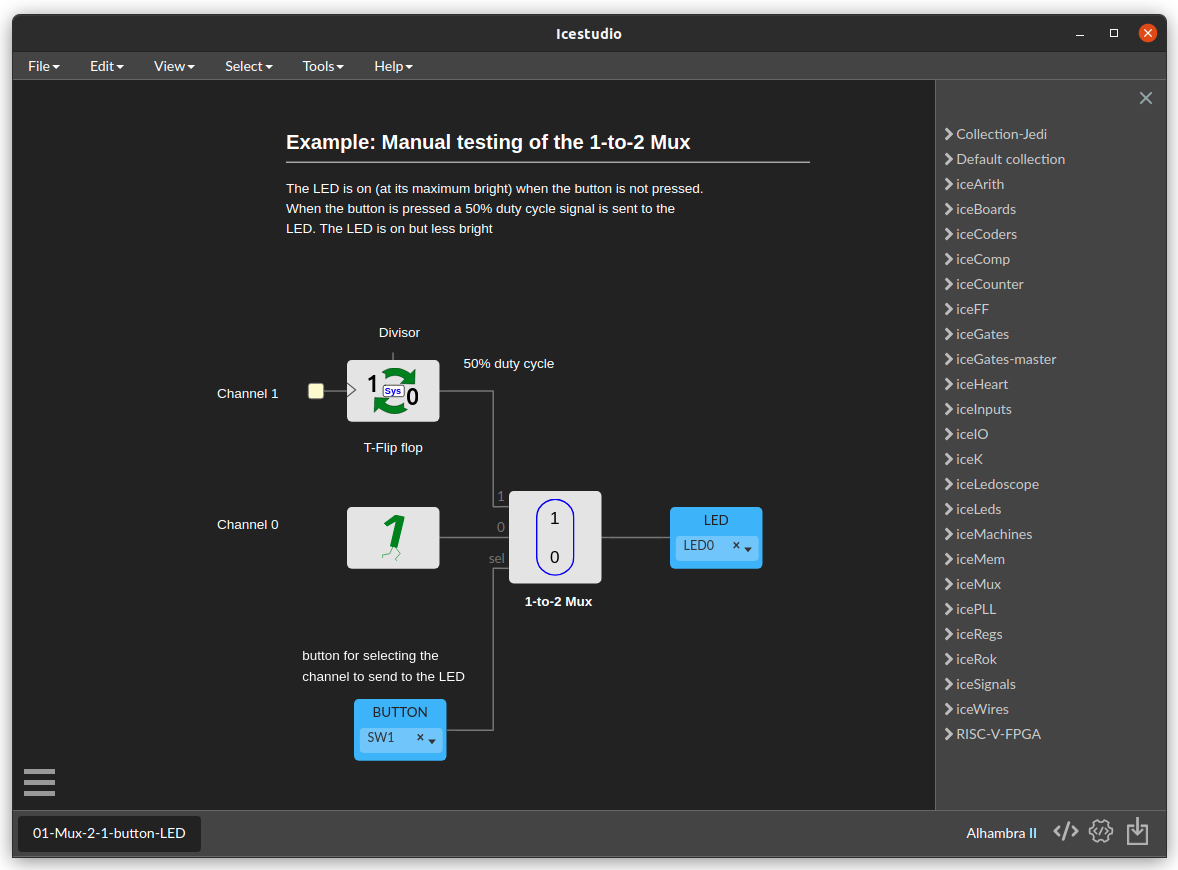 Icestudio
File
Edit
View
Select
Tools
Help
Example: Manual testing of the 1-to-2 Mux
The LED is on (at its maximum bright) when the button is not pressed.
When the button is pressed a 50% duty cycle signal is sent to the
LED. The LED is on but less bright
Divisor
50% duty cycle
Channel 1
1
Sys
0
T-Flip flop
Channel 0
1
1
0
sel
1
0
1-to-2 Mux
LED
LED0
button for selecting the
channel to send to the LED
BUTTON
SW1
Collection-Jedi
Default collection
iceArith
iceBoards
iceCoders
iceComp
iceCounter
iceFF
iceGates
iceGates-master
iceHeart
iceInputs
iceIO
iceK
iceLedoscope
iceLeds
iceMachines
iceMem
iceMux
icePLL
iceRegs
iceRok
iceSignals
iceWires
RISC-V-FPGA
01-Mux-2-1-button-LED
Alhambra II